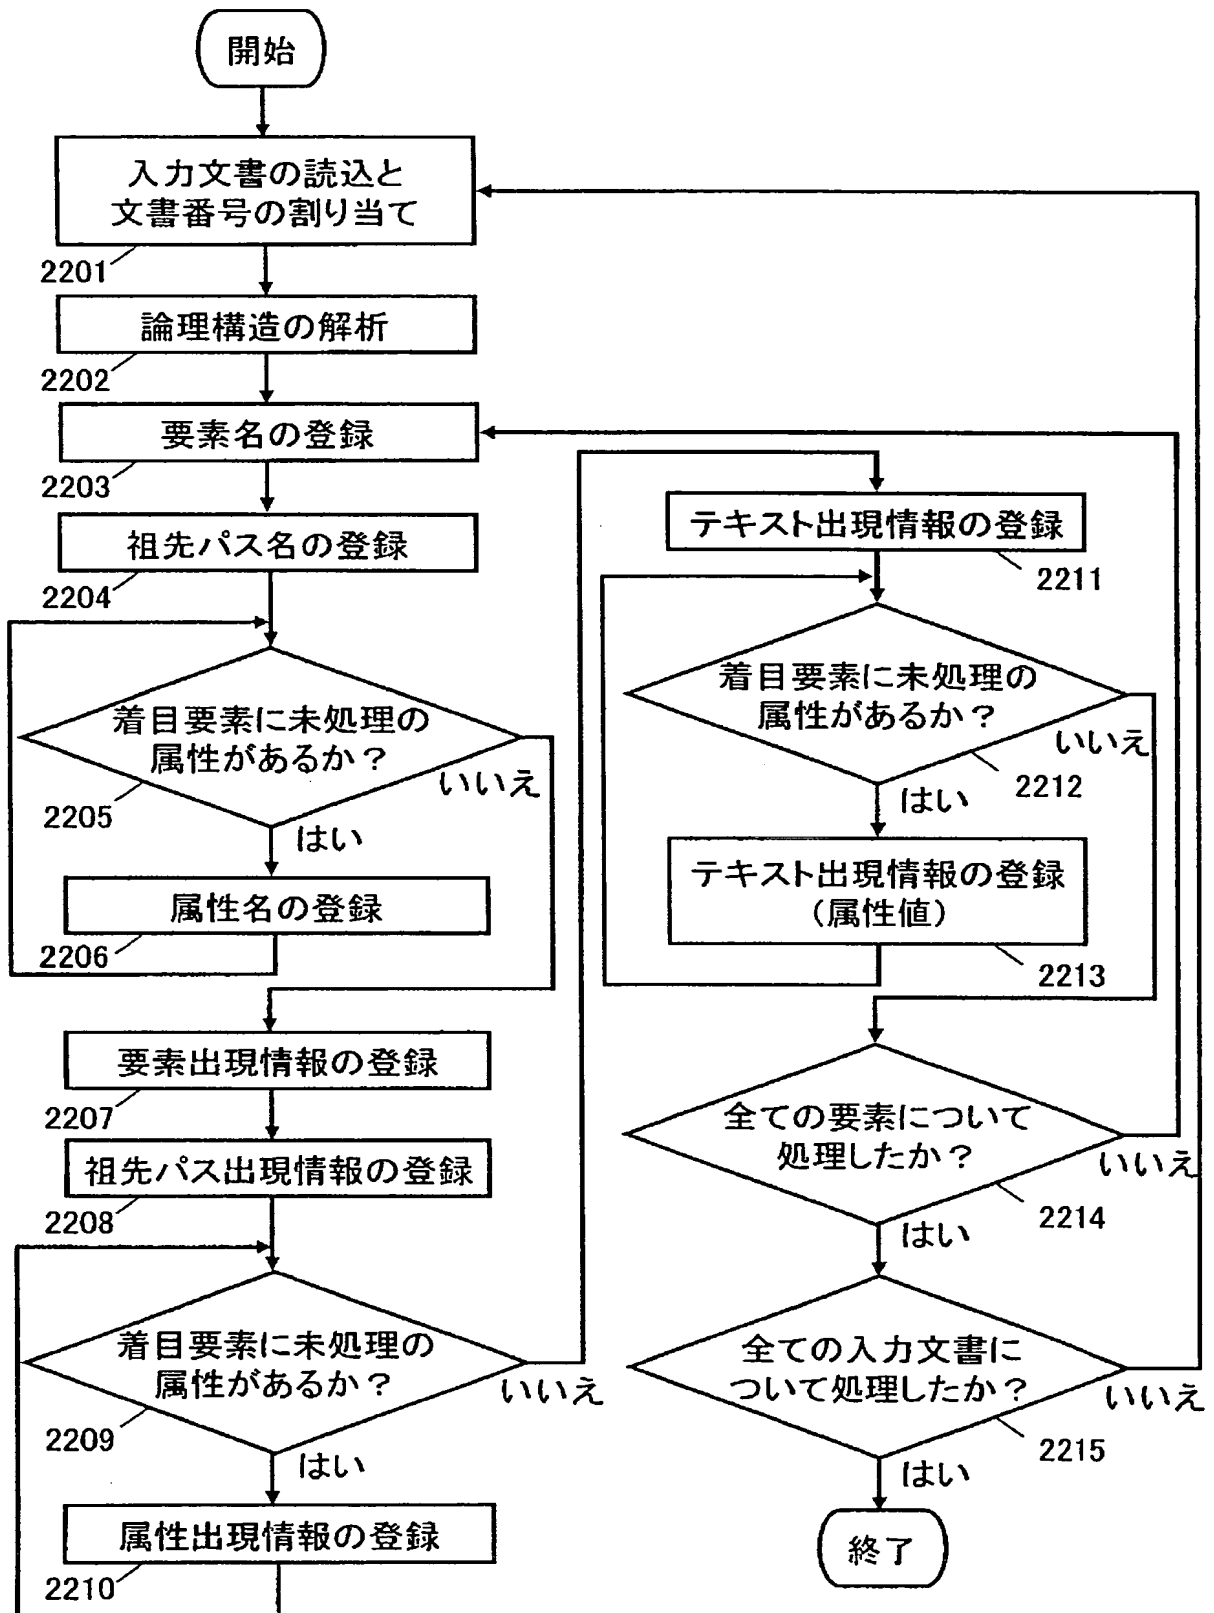 開始
入力文書の読込と
文書番号の割り当て
2201
論理構造の解析
2202
要素名の登録
2203
祖先パス名の登録
2204
着目要素に未処理の
属性があるか?
いいえ
2205
はい
属性名の登録
2206
要素出現情報の登録
2207
祖先パス出現情報の登録
2208
着目要素に未処理の
属性があるか?
いいえ
2209
はい
属性出現情報の登録
2210
テキスト出現情報の登録
2211
着目要素に未処理の
属性があるか?
いいえ
2212
はい
テキスト出現情報の登録
(属性値)
2213
全ての要素について
処理したか?
いいえ
2214
はい
全ての入力文書に
ついて処理したか?
いいえ
2215
はい
終了